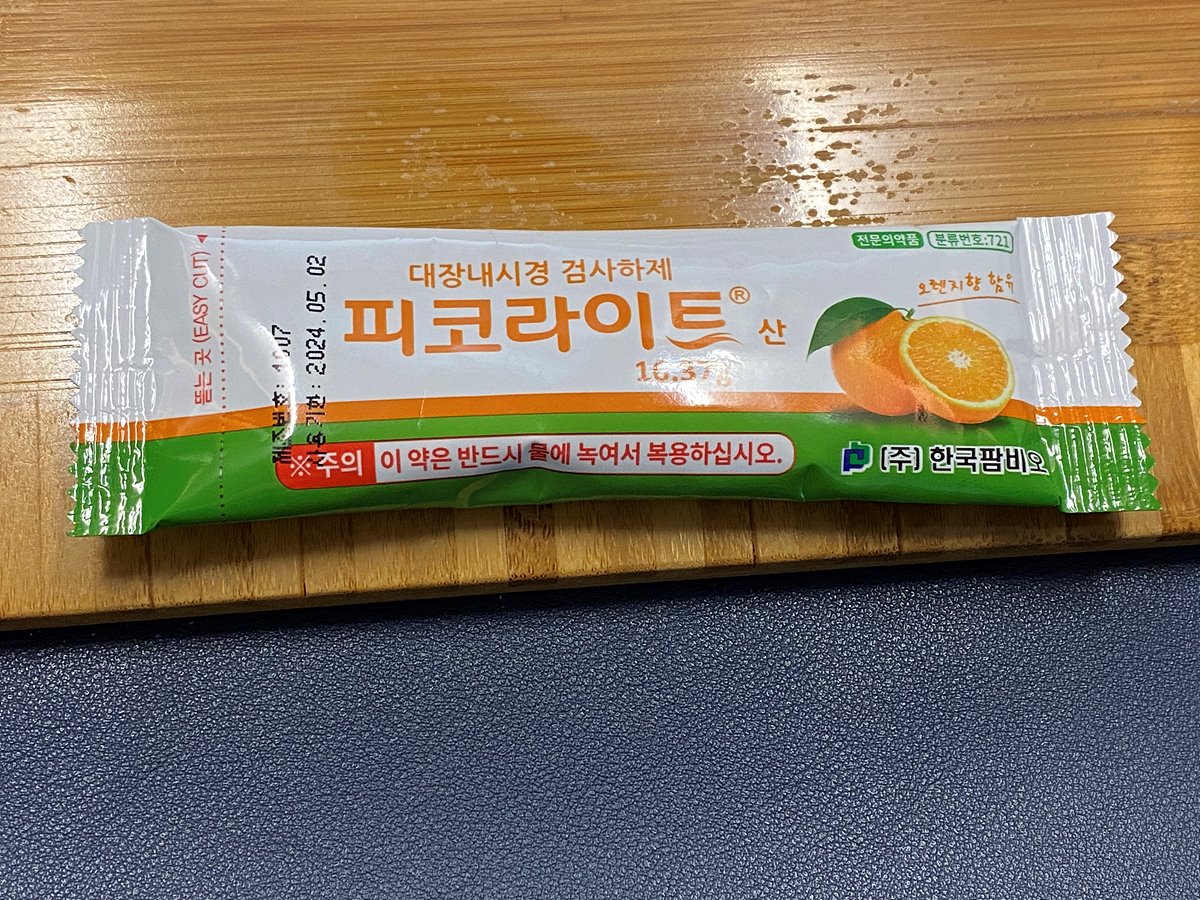 전문의약품 분류번호:721
대장내시경 검사하제
피코라이트® 산
16.37g
오렌지향 함유
뜯는 곳 (EASY CUT)
제조번호: 1007
사용기한: 2024. 05. 02
※주의 이 약은 반드시 물에 녹여서 복용하십시오.
(주) 한국팜비오